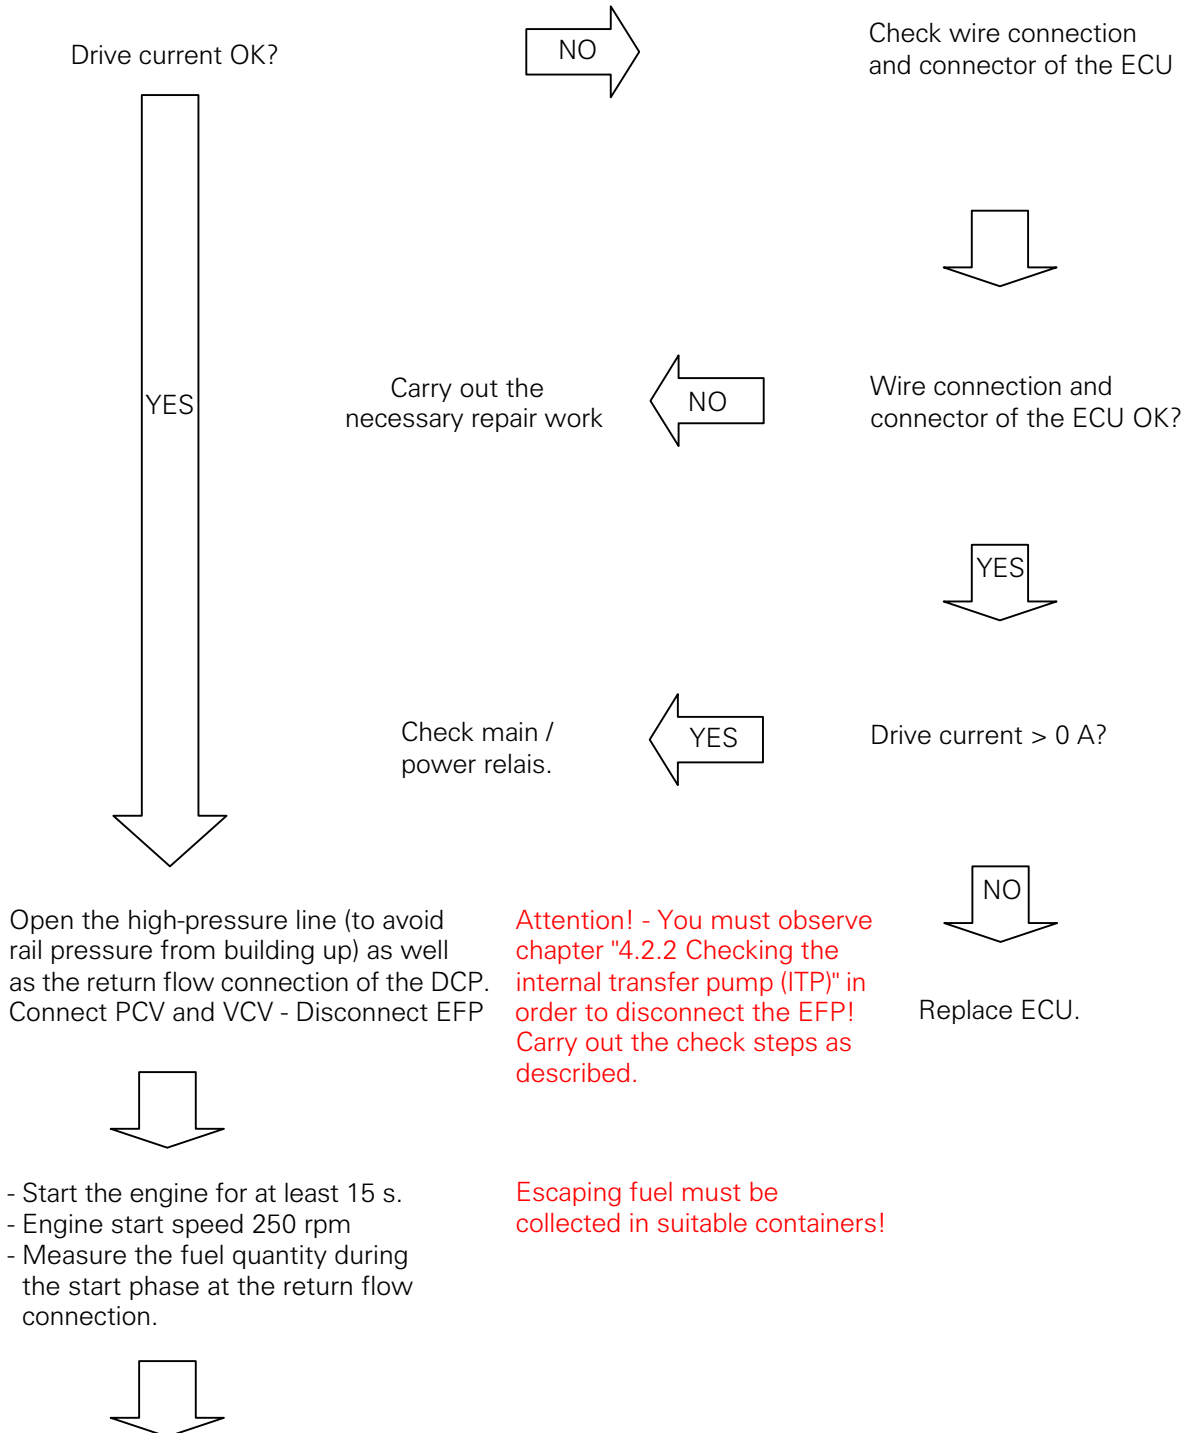 Drive current OK?
NO
Check wire connection
and connector of the ECU
YES
Carry out the
necessary repair work
NO
Wire connection and
connector of the ECU OK?
YES
Check main /
power relais.
YES
Drive current > 0 A?
NO
Open the high-pressure line (to avoid
rail pressure from building up) as well
as the return flow connection of the DCP.
Connect PCV and VCV - Disconnect EFP
Attention! - You must observe
chapter "4.2.2 Checking the
internal transfer pump (ITP)" in
order to disconnect the EFP!
Carry out the check steps as
described.
Replace ECU.
- Start the engine for at least 15 s.
- Engine start speed 250 rpm
- Measure the fuel quantity during
the start phase at the return flow
connection.
Escaping fuel must be
collected in suitable containers!